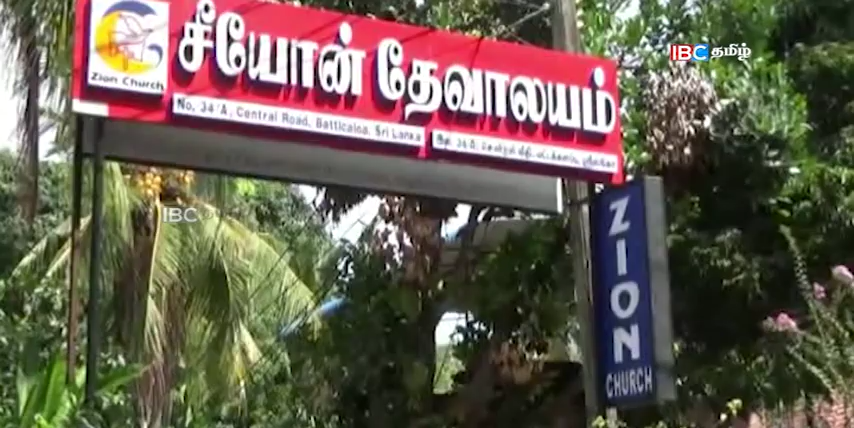 IBC தமிழ்
சீயோன் தேவாலயம்
Zion Church
No. 34 'A', Central Road, Batticaloa, Sri Lanka
இல. 34 ஏ, சென்றல் வீதி, மட்டக்களப்பு, ஸ்ரீலங்கா
IBC
ZION
CHURCH